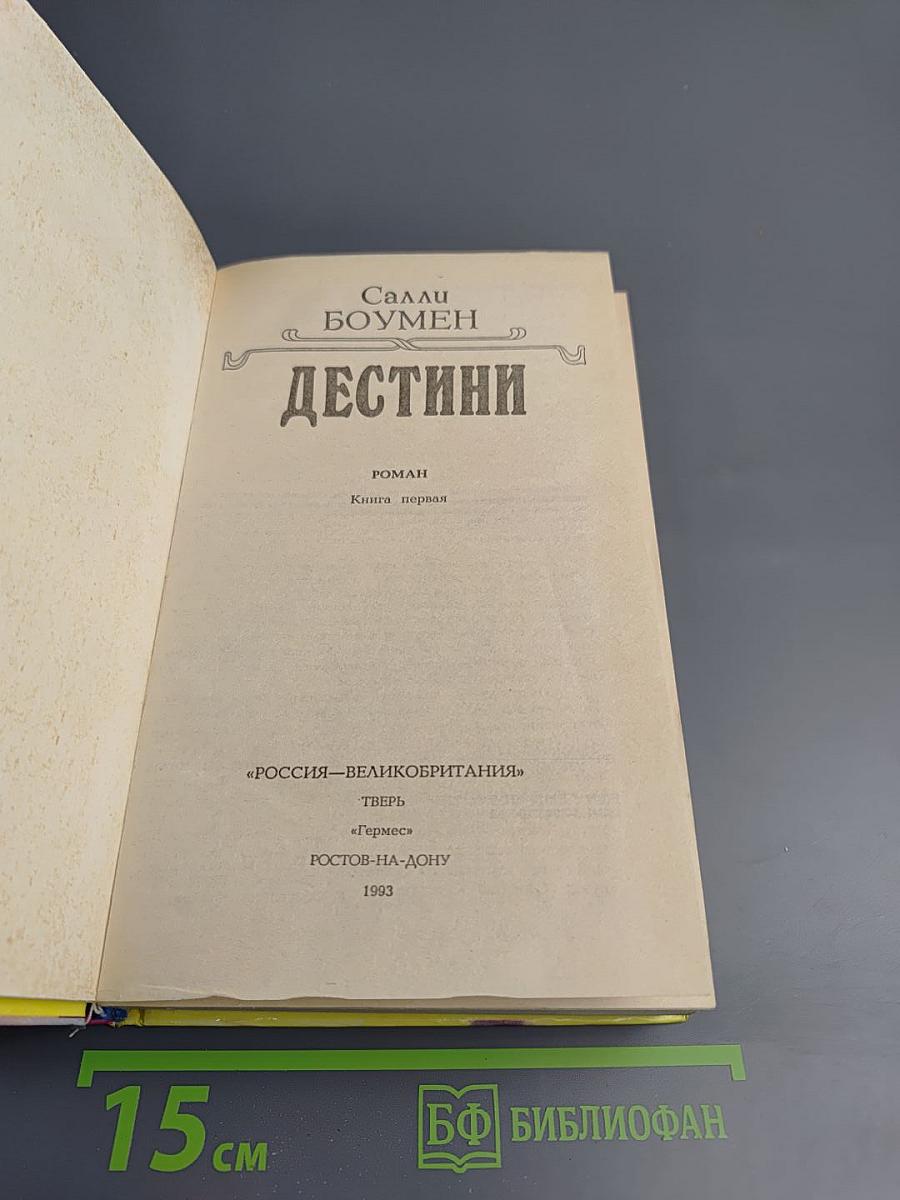 Салли
БОУМЕН
ДЕСТИНИ
РОМАН
Книга первая
«РОССИЯ—ВЕЛИКОБРИТАНИЯ»
ТВЕРЬ
«Гермес»
РОСТОВ-НА-ДОНУ
1993
15 см
БФ БИБЛИОФАН